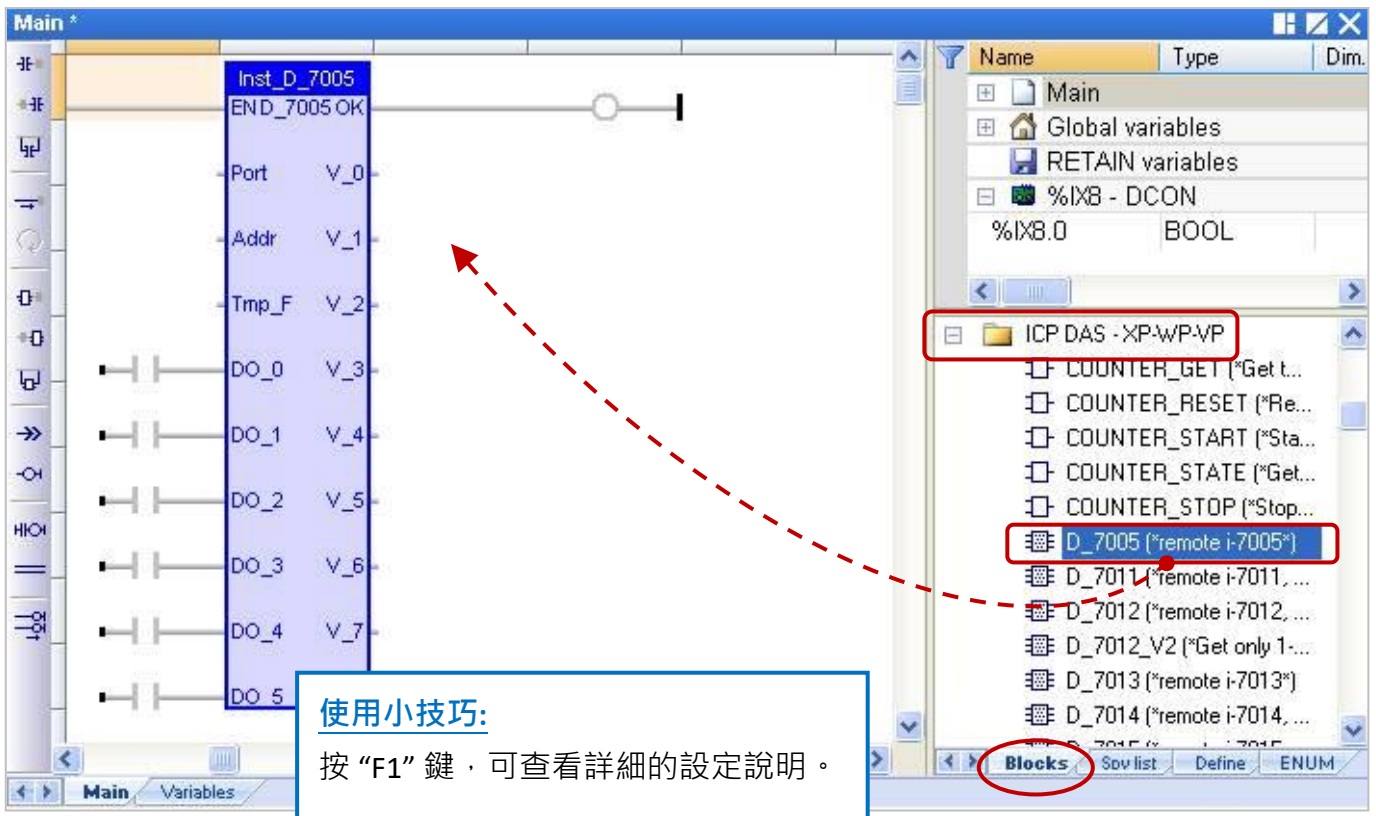 Main *
Inst_D_7005
EN D_7005 OK
Port V_0
Addr V_1
Tmp_F V_2
DO_0 V_3
DO_1 V_4
DO_2 V_5
DO_3 V_6
DO_4 V_7
DO_5
使用小技巧:
按 “F1” 鍵，可查看詳細的設定說明。
Main Variables
Name Type Dim.
Main
Global variables
RETAIN variables
%IX8 - DCON
%IX8.0 BOOL
ICP DAS - XP-WP-VP
COUNTER_GET (*Get t...
COUNTER_RESET (*Re...
COUNTER_START (*Sta...
COUNTER_STATE (*Get...
COUNTER_STOP (*Stop...
D_7005 (*remote i-7005*)
D_7011 (*remote i-7011, ...
D_7012 (*remote i-7012, ...
D_7012_V2 (*Get only 1-...
D_7013 (*remote i-7013*)
D_7014 (*remote i-7014, ...
Blocks Sov list Define ENUM